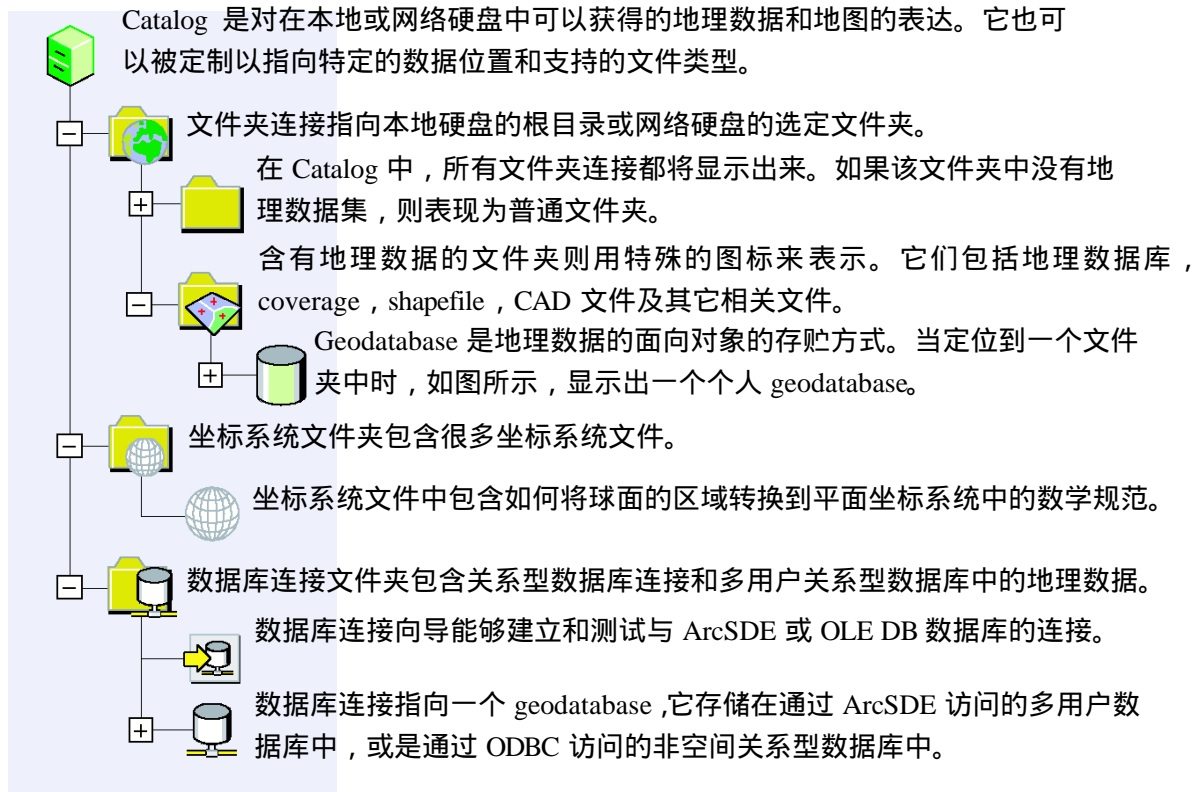 Catalog 是对在本地或网络硬盘中可以获得的地理数据和地图的表达。它也可
以被定制以指向特定的数据位置和支持的文件类型。
文件夹连接指向本地硬盘的根目录或网络硬盘的选定文件夹。
在 Catalog 中，所有文件夹连接都将显示出来。如果该文件夹中没有地
理数据集，则表现为普通文件夹。
含有地理数据的文件夹则用特殊的图标来表示。它们包括地理数据库，
coverage，shapefile，CAD 文件及其它相关文件。
Geodatabase 是地理数据的面向对象的存贮方式。当定位到一个文件
夹中时，如图所示，显示出一个个人 geodatabase。
坐标系统文件夹包含很多坐标系统文件。
坐标系统文件中包含如何将球面的区域转换到平面坐标系统中的数学规范。
数据库连接文件夹包含关系型数据库连接和多用户关系型数据库中的地理数据。
数据库连接向导能够建立和测试与 ArcSDE 或 OLE DB 数据库的连接。
数据库连接指向一个 geodatabase，它存储在通过 ArcSDE 访问的多用户数
据库中，或是通过 ODBC 访问的非空间关系型数据库中。